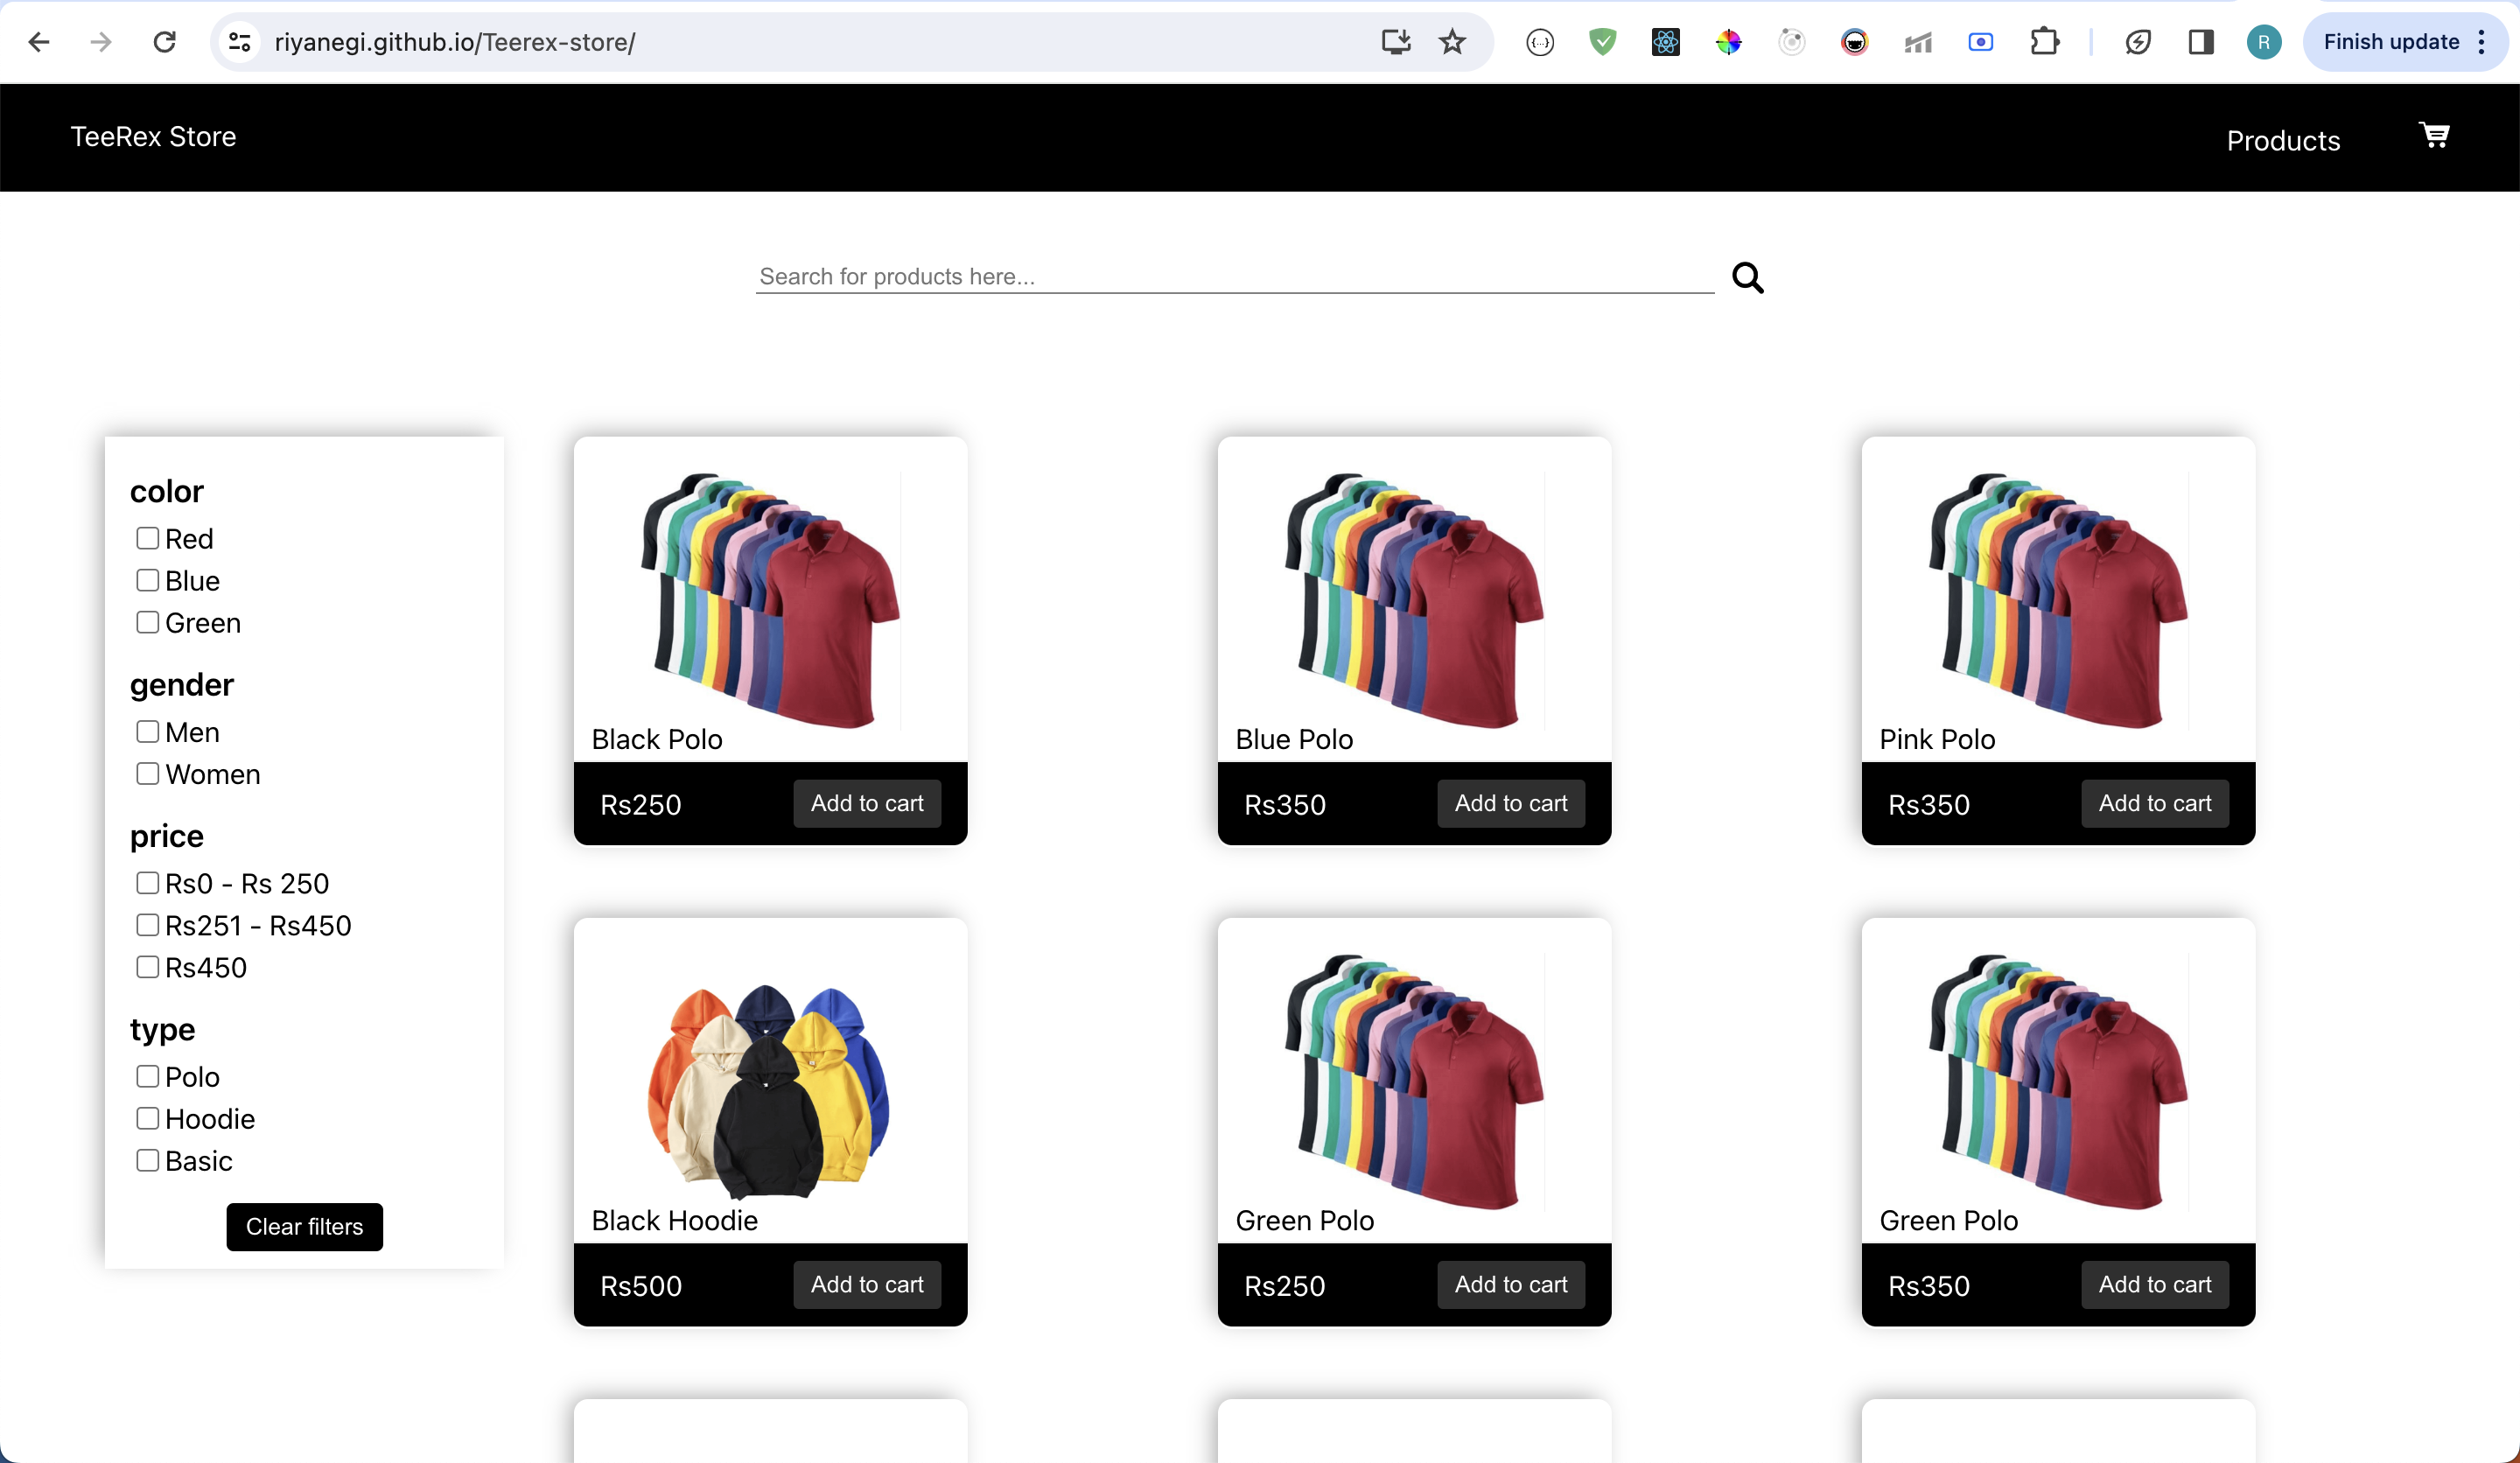 riyanegi.github.io/Teerex-store/
R
Finish update
TeeRex Store
Products
Search for products here...
color
Red
Blue
Green
gender
Men
Women
price
Rs0 - Rs 250
Rs251 - Rs450
Rs450
type
Polo
Hoodie
Basic
Clear filters
Black Polo
Rs250
Add to cart
Blue Polo
Rs350
Add to cart
Pink Polo
Rs350
Add to cart
Black Hoodie
Rs500
Add to cart
Green Polo
Rs250
Add to cart
Green Polo
Rs350
Add to cart